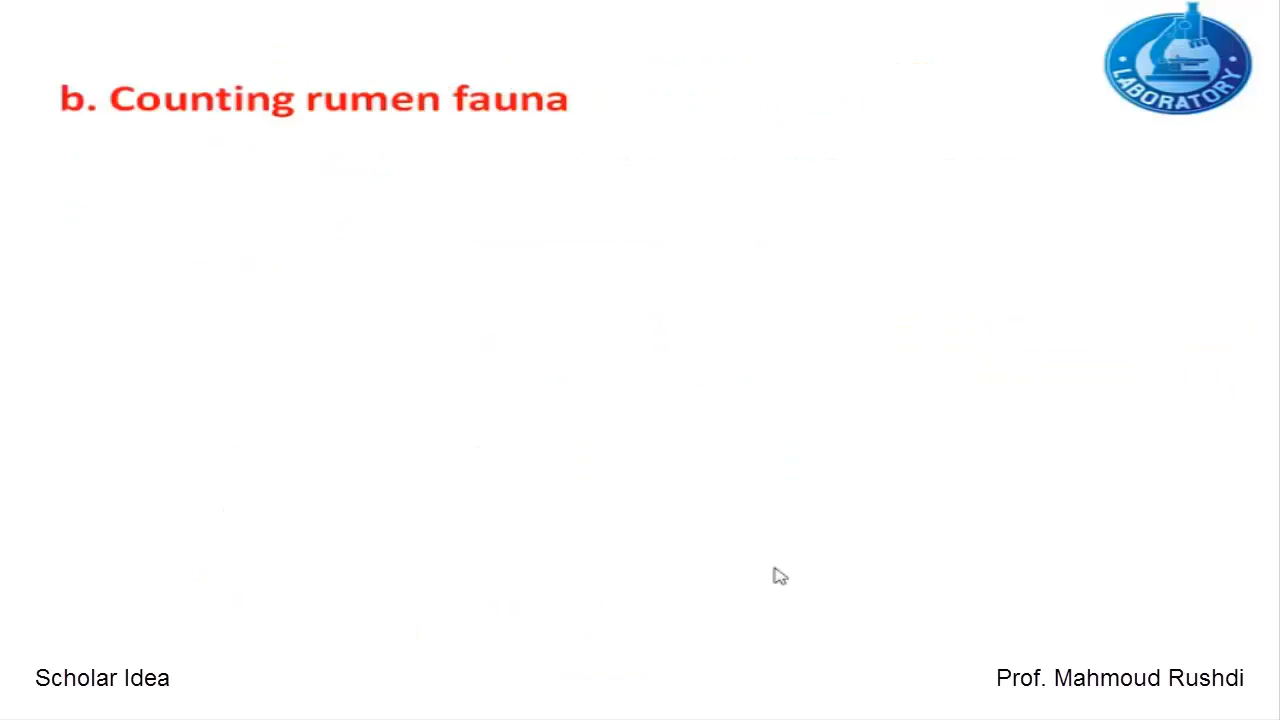 b. Counting rumen fauna
· LABORATORY ·
Scholar Idea
Prof. Mahmoud Rushdi